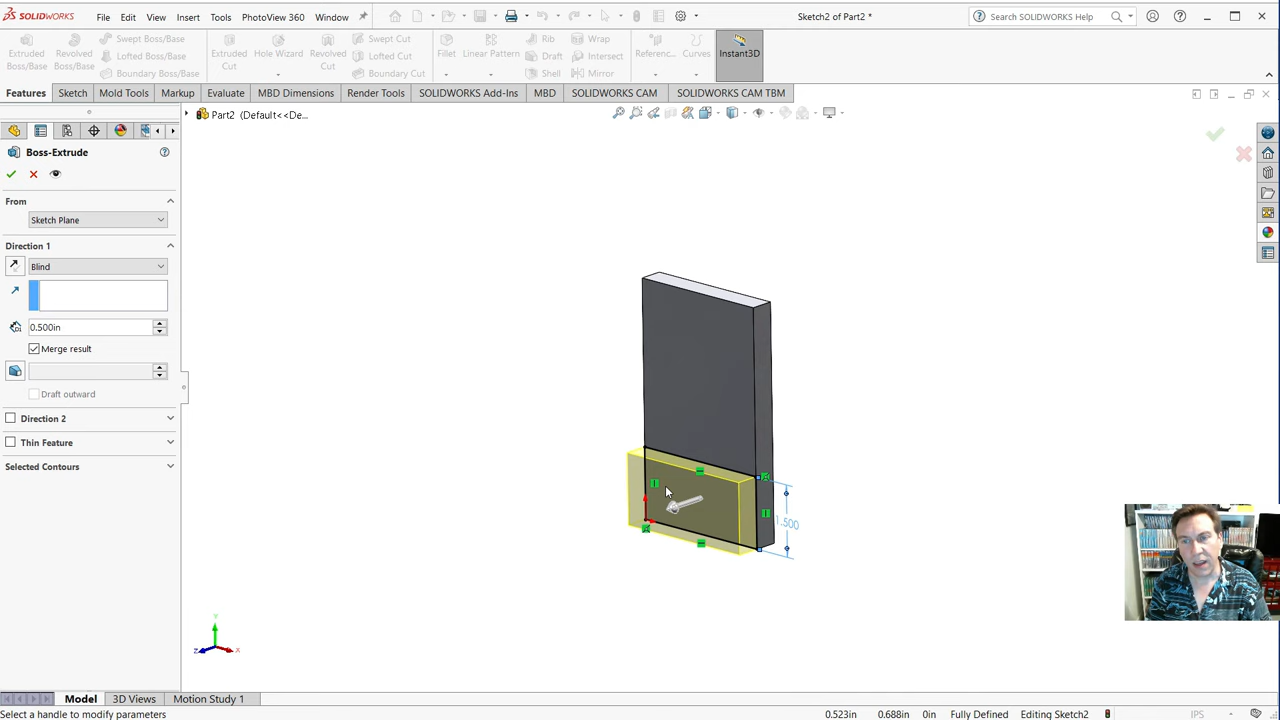 SOLIDWORKS File Edit View Insert Tools PhotoView 360 Window Sketch2 of Part2 * Search SOLIDWORKS Help
Extruded Boss/Base
Revolved Boss/Base
Swept Boss/Base
Lofted Boss/Base
Boundary Boss/Base
Extruded Cut
Hole Wizard
Revolved Cut
Swept Cut
Lofted Cut
Boundary Cut
Fillet
Linear Pattern
Rib
Draft
Shell
Wrap
Intersect
Mirror
Referenc...
Curves
Instant3D
Features Sketch Mold Tools Markup Evaluate MBD Dimensions Render Tools SOLIDWORKS Add-Ins MBD SOLIDWORKS CAM SOLIDWORKS CAM TBM
Part2 (Default<<De...
Boss-Extrude
From
Sketch Plane
Direction 1
Blind
0.500in
Merge result
Draft outward
Direction 2
Thin Feature
Selected Contours
1.500
Y
Z
X
Model 3D Views Motion Study 1
Select a handle to modify parameters 0.523in 0.688in 0in Fully Defined Editing Sketch2 IPS